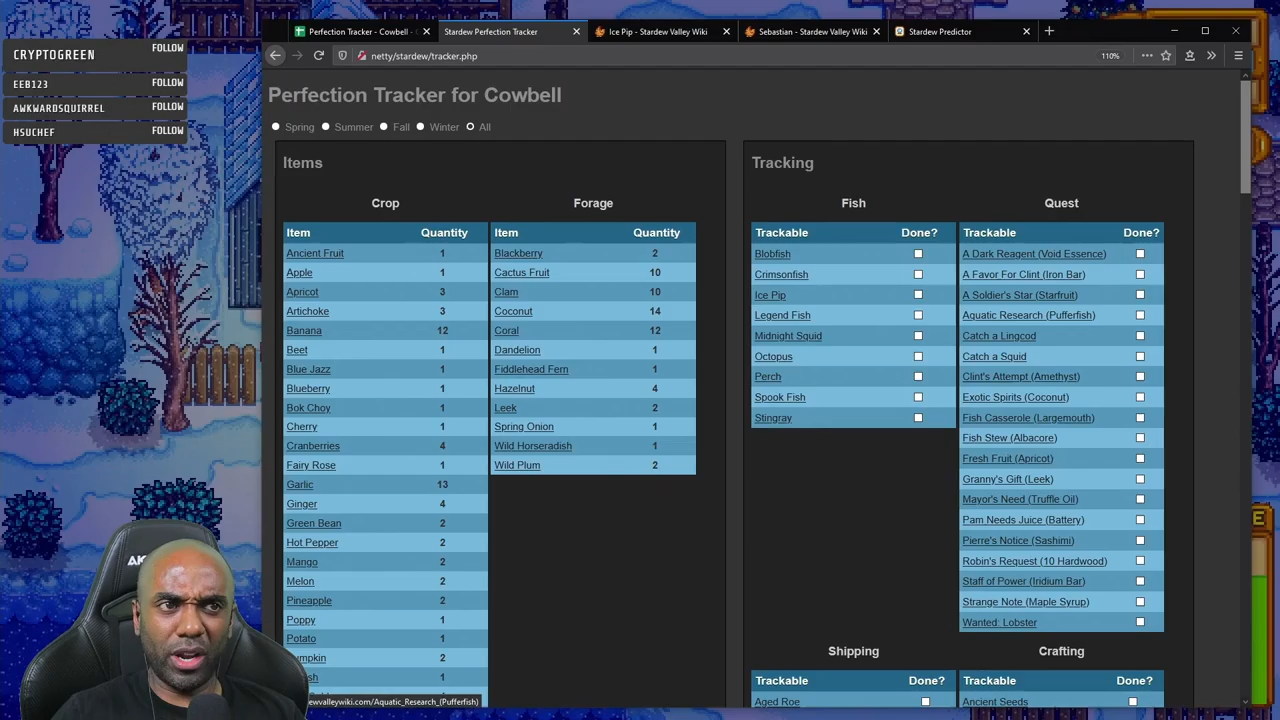 CRYPTOGREEN FOLLOW
EEB123 FOLLOW
AWKWARDSQUIRREL FOLLOW
HSUCHEF FOLLOW
Perfection Tracker - Cowbell -
Stardew Perfection Tracker
Ice Pip - Stardew Valley Wiki
Sebastian - Stardew Valley Wiki
Stardew Predictor
netty/stardew/tracker.php
110%
Perfection Tracker for Cowbell
Spring Summer Fall Winter All
Items
Crop
Item Quantity
Ancient Fruit 1
Apple 1
Apricot 3
Artichoke 3
Banana 12
Beet 1
Blue Jazz 1
Blueberry 1
Bok Choy 1
Cherry 1
Cranberries 4
Fairy Rose 1
Garlic 13
Ginger 4
Green Bean 2
Hot Pepper 2
Mango 2
Melon 2
Pineapple 2
Poppy 1
Potato 1
umpkin 2
sh 1
Forage
Item Quantity
Blackberry 2
Cactus Fruit 10
Clam 10
Coconut 14
Coral 12
Dandelion 1
Fiddlehead Fern 1
Hazelnut 4
Leek 2
Spring Onion 1
Wild Horseradish 1
Wild Plum 2
Tracking
Fish
Trackable Done?
Blobfish
Crimsonfish
Ice Pip
Legend Fish
Midnight Squid
Octopus
Perch
Spook Fish
Stingray
Quest
Trackable Done?
A Dark Reagent (Void Essence)
A Favor For Clint (Iron Bar)
A Soldier's Star (Starfruit)
Aquatic Research (Pufferfish)
Catch a Lingcod
Catch a Squid
Clint's Attempt (Amethyst)
Exotic Spirits (Coconut)
Fish Casserole (Largemouth)
Fish Stew (Albacore)
Fresh Fruit (Apricot)
Granny's Gift (Leek)
Mayor's Need (Truffle Oil)
Pam Needs Juice (Battery)
Pierre's Notice (Sashimi)
Robin's Request (10 Hardwood)
Staff of Power (Iridium Bar)
Strange Note (Maple Syrup)
Wanted: Lobster
Shipping
Trackable Done?
Aged Roe
Crafting
Trackable Done?
Ancient Seeds
ewvalleywiki.com/Aquatic_Research_(Pufferfish)
AK
E